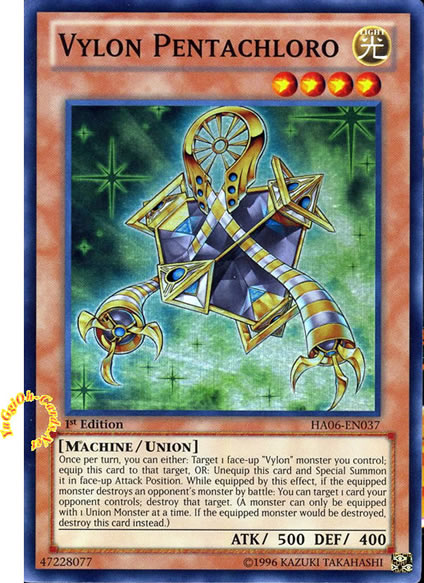 VYLON PENTACHLORO
LIGHT
光
YuGgiOh-Cards.Net
1st Edition
HA06-EN037
[MACHINE / UNION]
Once per turn, you can either: Target 1 face-up "Vylon" monster you control;
equip this card to that target, OR: Unequip this card and Special Summon
it in face-up Attack Position. While equipped by this effect, if the equipped
monster destroys an opponent's monster by battle: You can target 1 card your
opponent controls; destroy that target. (A monster can only be equipped
with 1 Union Monster at a time. If the equipped monster would be destroyed,
destroy this card instead.)
ATK/ 500 DEF/ 400
47228077
©1996 KAZUKI TAKAHASHI